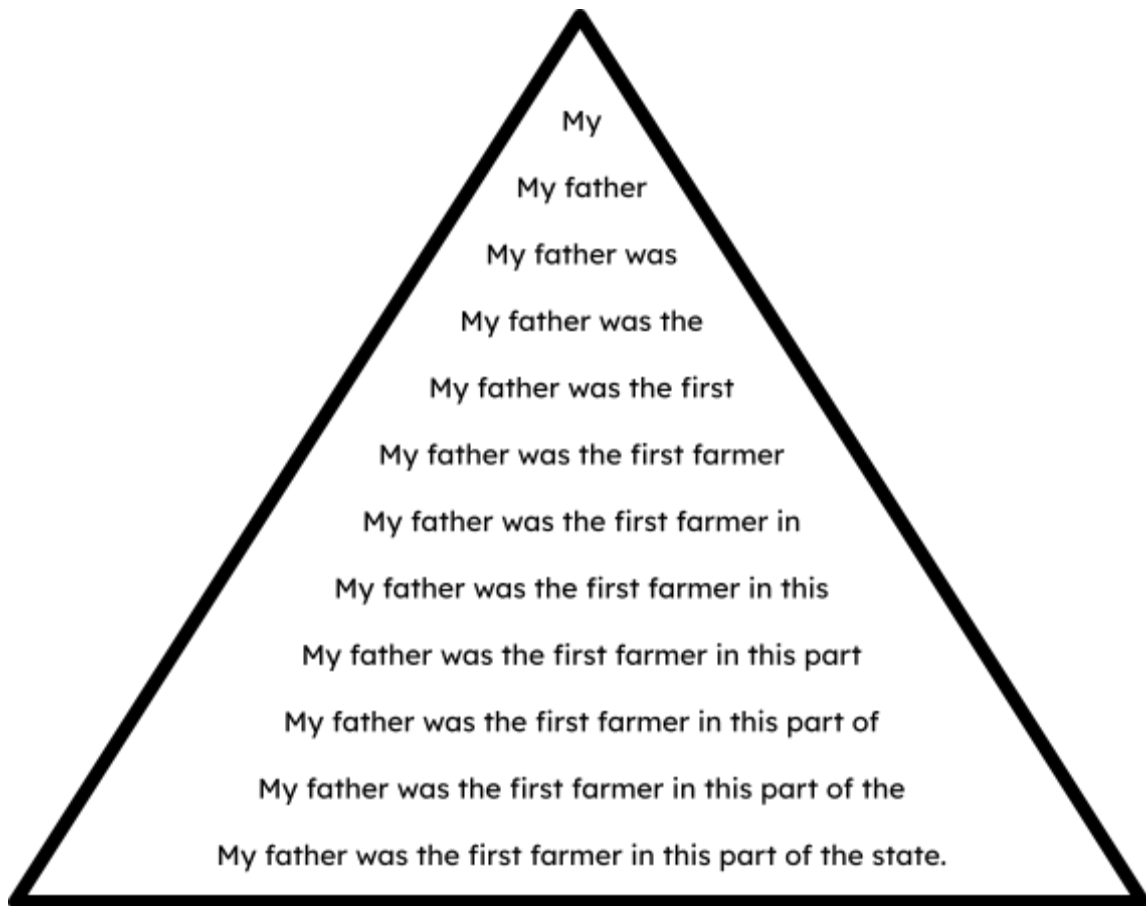 My
My father
My father was
My father was the
My father was the first
My father was the first farmer
My father was the first farmer in
My father was the first farmer in this
My father was the first farmer in this part
My father was the first farmer in this part of
My father was the first farmer in this part of the
My father was the first farmer in this part of the state.